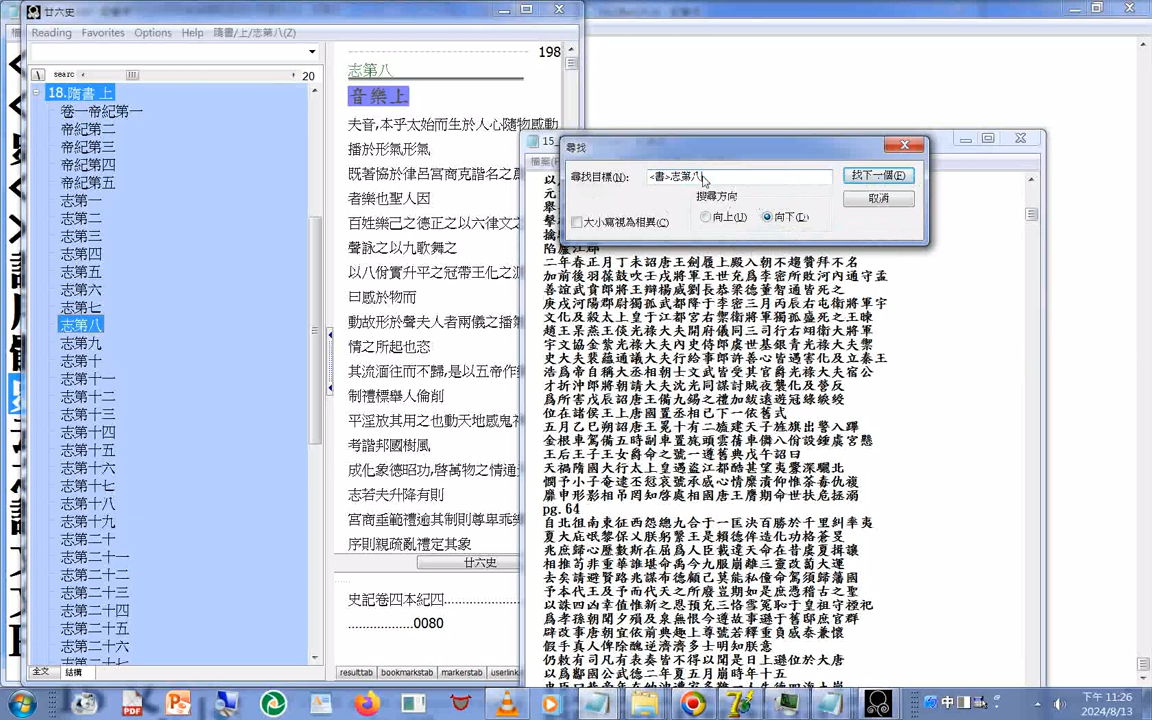 廿六史
Reading Favorites Options Help 隋書/上/志第八(Z)
searc 20
18.隋書 上
卷一帝紀第一
帝紀第二
帝紀第三
帝紀第四
帝紀第五
志第一
志第二
志第三
志第四
志第五
志第六
志第七
志第八
志第九
志第十
志第十一
志第十二
志第十三
志第十四
志第十五
志第十六
志第十七
志第十八
志第十九
志第二十
志第二十一
志第二十二
志第二十三
志第二十四
志第二十五
志第二十六
志第二十七
全文 結構
198
志第八
音樂上
夫音,本乎太始而生於人心隨物感動
播於形氣形氣
既著協於律呂宮商克諧名之為
者樂也聖人因
百姓樂己之德正之以六律文之
聲詠之以九歌舞之
以八佾實升平之冠帶王化之源
曰感於物而
動故形於聲夫人者兩儀之播氣
情之所起也恣
其流湎往而不歸,是以五帝作
制禮標舉人倫削
平淫放其用之也動天地感鬼神
考諧邦國樹風
成化象德昭功,啓萬物之情通
志若夫升降有則
宮商垂範禮逾其制則尊卑乖樂
序則親疏亂禮定其象
廿六史
史記卷四本紀四
0080
resulttab bookmarkstab markerstab userlink
15_
尋找
尋找目標(N): <書>志第八
找下一個(F)
搜尋方向
取消
大小寫視為相異(C) 向上(U) 向下(D)
陷廬江郡
二年春正月丁未詔唐王劍履上殿入朝不趨贊拜不名
加前後羽葆鼓吹壬戌將軍王世充爲李密所敗河內通守孟
善誼武賁郎將王辯楊威劉長恭梁德董智通皆死之
庚戌河陽郡尉獨孤武都降于李密三月丙辰右屯衛將軍宇
文化及殺太上皇于江都宮右禦衛將軍獨孤盛死之王暕
趙王杲燕王倓光祿大夫開府儀同三司行右翊衛大將軍
宇文協金紫光祿大夫內史侍郎虞世基銀青光祿大夫禦
史大夫裴蘊通議大夫行給事郎許善心皆遇害化及立秦王
浩爲帝自稱大丞相朝士文武皆受其官爵光祿大夫宿公
才折沖郎將朝請大夫沈光同謀討賊夜襲化及營反
爲所害戊辰詔唐王備九錫之禮加紱遠遊冠綠綟綬
位在諸侯王上唐國置丞相已下一依舊式
五月乙巳朔詔唐王冕十有二旒建天子旌旗出警入蹕
金根車駕備五時副車置旄頭雲罕車儛八佾設鍾虡宮懸
王后王子王女爵命之號一遵舊典戊午詔曰
天禍隋國大行太上皇遇盜江都酷甚望夷釁深驪北
憫予小子奄逮丕愆哀號承感心情糜潰仰惟荼毒仇複
靡申形影相吊罔知啓處相國唐王膺期命世扶危拯溺
pg.64
自北徂南東征西怨總九合于一匡決百勝於千里糾率夷
夏大庇氓黎保乂朕躬繄王是賴德侔造化功格蒼旻
兆庶歸心歷數斯在屈爲人臣載違天命在昔虞夏揖讓
相推苟非重華誰堪命禹今九服崩離三靈改蔔大運
去矣請避賢路兆謀布德顧己莫能私僮命駕須歸藩國
予本代王及予而代天之所廢豈期如是庶憑稽古之聖
以誅四凶幸值惟新之恩預充三恪雪冤恥于皇祖守禋祀
爲孝孫朝聞夕殞及泉無恨今遵故事遜于舊邸庶官群
辟改事唐朝宜依前典趣上尊號若釋重負感泰兼懷
假手真人俾除醜逆濟濟多士明知朕意
仍敕有司凡有表奏皆不得以聞是日上遜位於大唐
以爲鄘國公武德二年夏五月崩時年十五
中
下午 11:26
2024/8/13